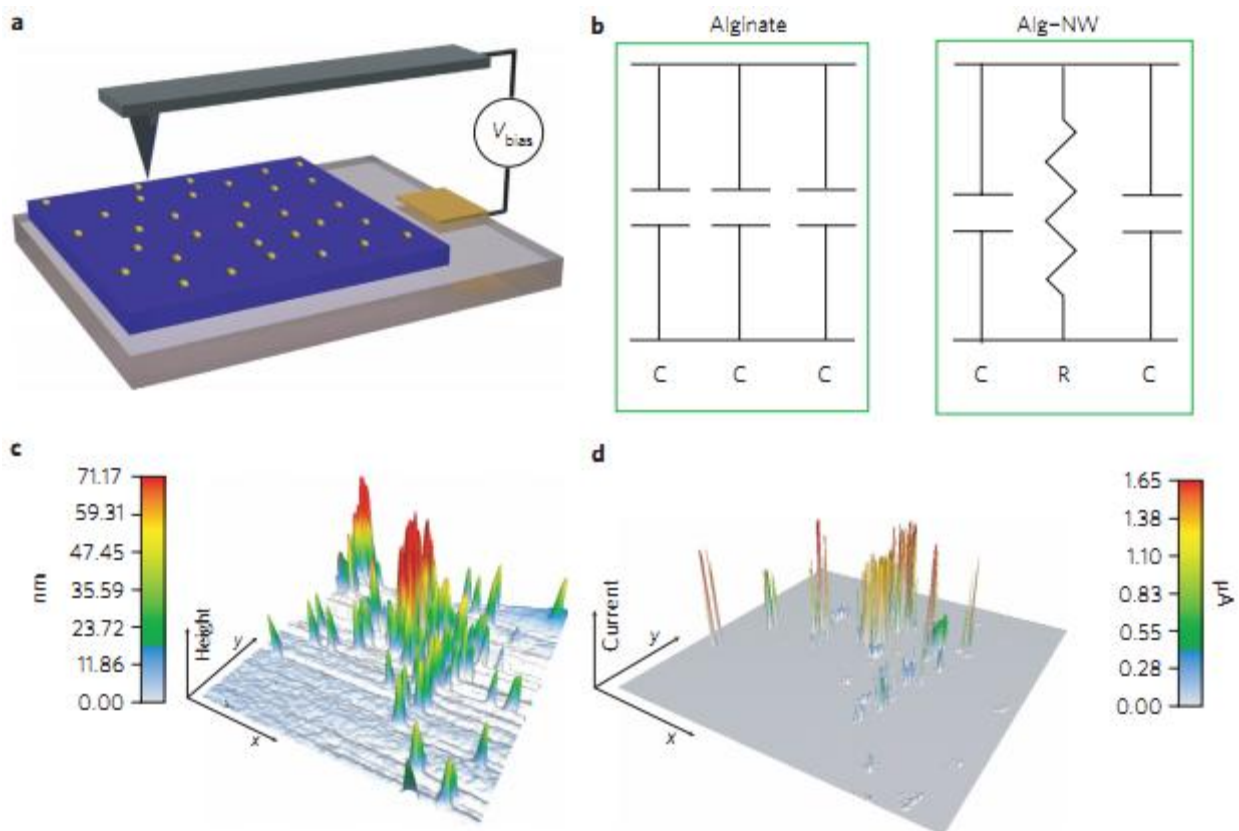 a
V bias
b
Alginate
Alg–NW
C C C
C R C
c
71.17
59.31
47.45
35.59
23.72
11.86
0.00
nm
Height
y
x
d
Current
y
x
1.65
1.38
1.10
0.83
0.55
0.28
0.00
μA